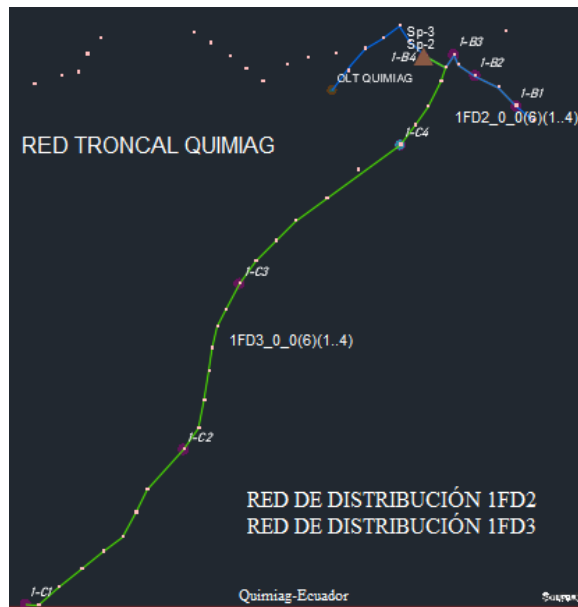 Sp-3
Sp-2
1-B4
1-B3
1-B2
OLT QUIMIAG
1-B1
1FD2_0_0(6)(1..4)
1-C4
RED TRONCAL QUIMIAG
1-C3
1FD3_0_0(6)(1..4)
1-C2
RED DE DISTRIBUCIÓN 1FD2
RED DE DISTRIBUCIÓN 1FD3
1-C1
Quimiag-Ecuador